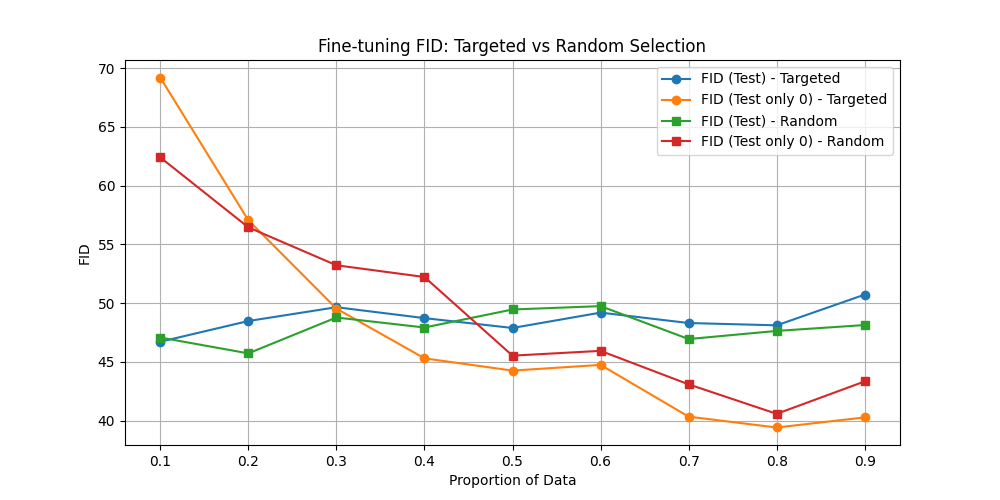 Fine-tuning FID: Targeted vs Random Selection
FID (Test) - Targeted
FID (Test only 0) - Targeted
FID (Test) - Random
FID (Test only 0) - Random
FID
70
65
60
55
50
45
40
0.1 0.2 0.3 0.4 0.5 0.6 0.7 0.8 0.9
Proportion of Data